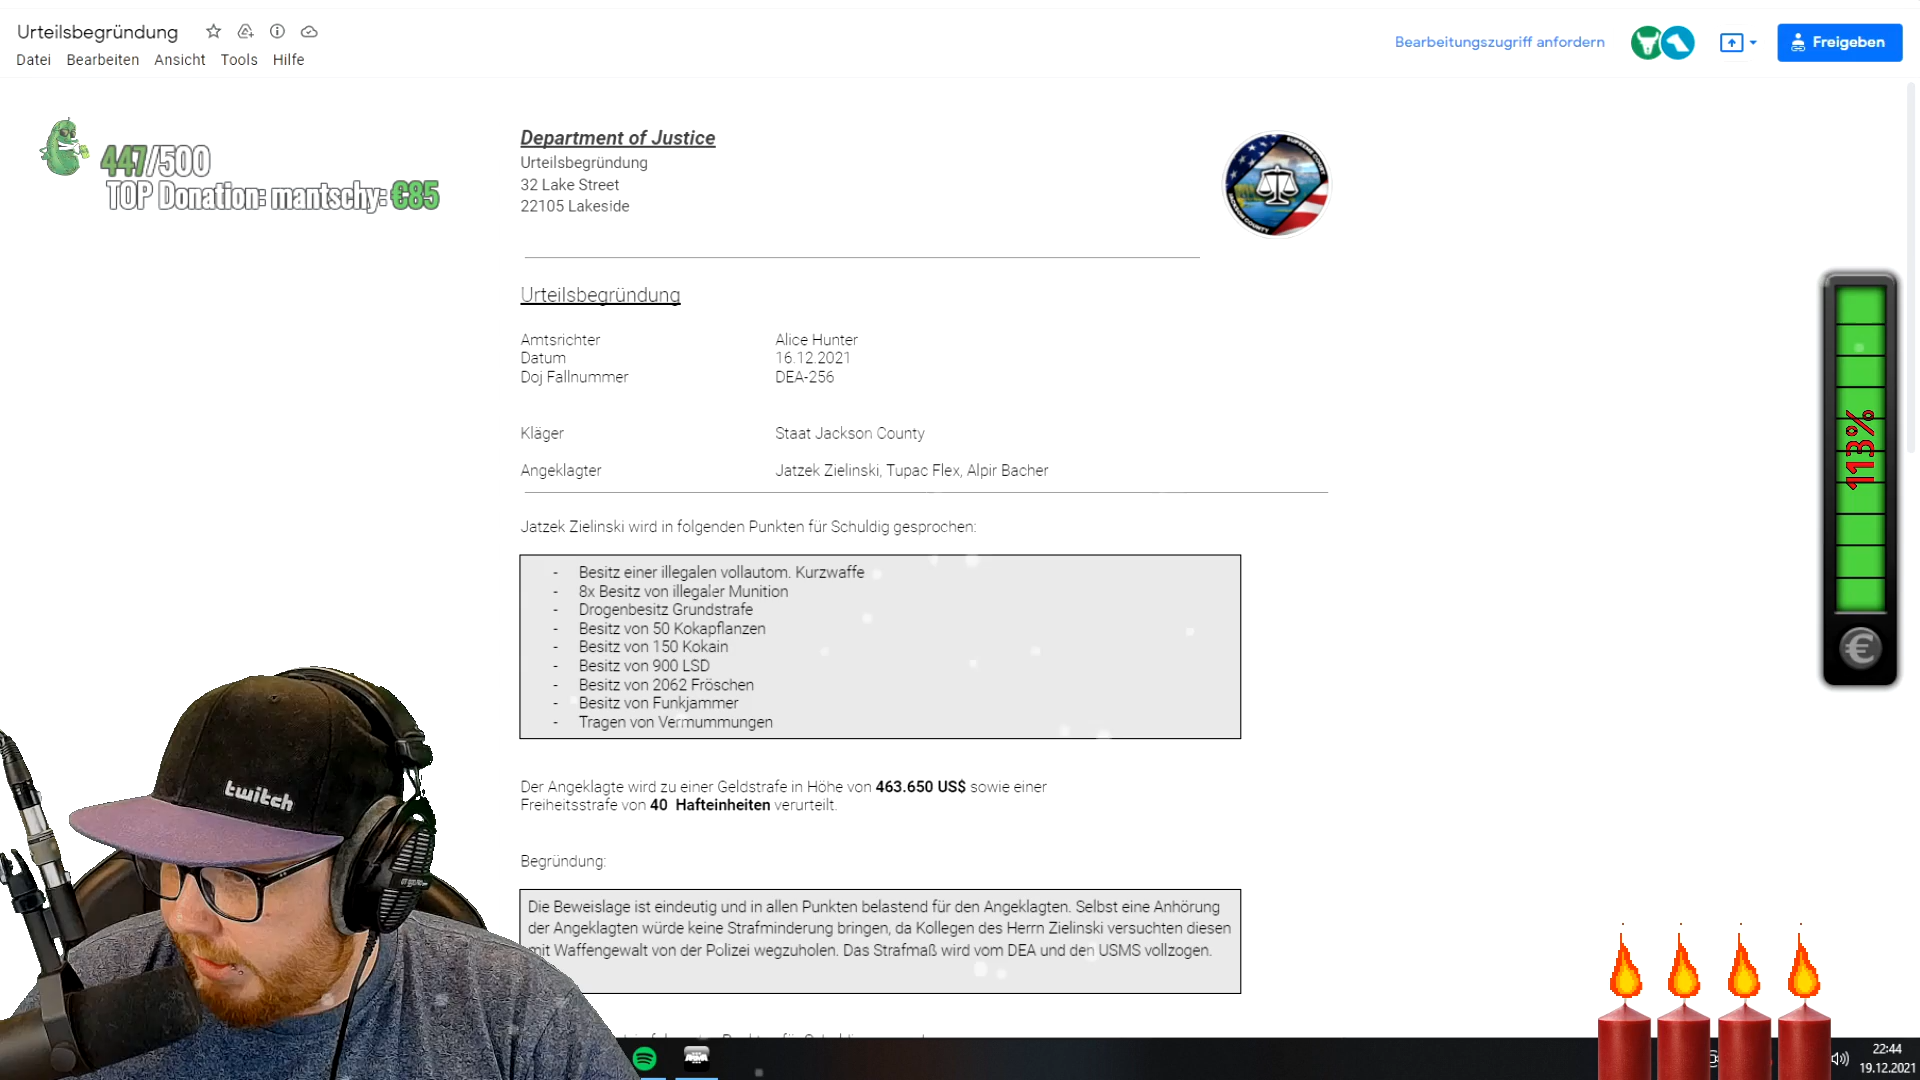 Urteilsbegründung
Datei Bearbeiten Ansicht Tools Hilfe
Bearbeitungszugriff anfordern
Freigeben
447/500
TOP Donation: mantschy: €85
Department of Justice
Urteilsbegründung
32 Lake Street
22105 Lakeside
SUPREME COURT
JACKSON COUNTY
Urteilsbegründung
Amtsrichter Alice Hunter
Datum 16.12.2021
Doj Fallnummer DEA-256
Kläger Staat Jackson County
Angeklagter Jatzek Zielinski, Tupac Flex, Alpir Bacher
Jatzek Zielinski wird in folgenden Punkten für Schuldig gesprochen:
- Besitz einer illegalen vollautom. Kurzwaffe
- 8x Besitz von illegaler Munition
- Drogenbesitz Grundstrafe
- Besitz von 50 Kokapflanzen
- Besitz von 150 Kokain
- Besitz von 900 LSD
- Besitz von 2062 Fröschen
- Besitz von Funkjammer
- Tragen von Vermummungen
Der Angeklagte wird zu einer Geldstrafe in Höhe von 463.650 US$ sowie einer
Freiheitsstrafe von 40 Hafteinheiten verurteilt.
Begründung:
Die Beweislage ist eindeutig und in allen Punkten belastend für den Angeklagten. Selbst eine Anhörung
der Angeklagten würde keine Strafminderung bringen, da Kollegen des Herrn Zielinski versuchten diesen
mit Waffengewalt von der Polizei wegzuholen. Das Strafmaß wird vom DEA und den USMS vollzogen.
113%
€
twitch
22:44
19.12.2021